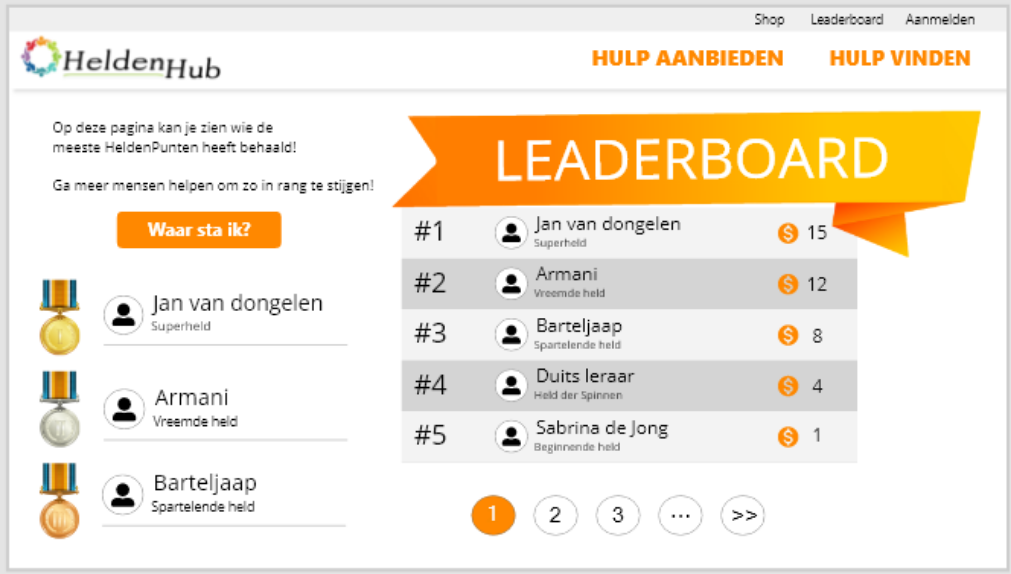 Shop Leaderboard Aanmelden
HeldenHub
HULP AANBIEDEN HULP VINDEN
Op deze pagina kan je zien wie de
meeste HeldenPunten heeft behaald!
Ga meer mensen helpen om zo in rang te stijgen!
Waar sta ik?
I
Jan van dongelen
Superheld
II
Armani
Vreemde held
III
Barteljaap
Spartelende held
LEADERBOARD
#1 Jan van dongelen $ 15
Superheld
#2 Armani $ 12
Vreemde held
#3 Barteljaap $ 8
Spartelende held
#4 Duits leraar $ 4
Held der Spinnen
#5 Sabrina de Jong $ 1
Beginnende held
1 2 3 ... >>